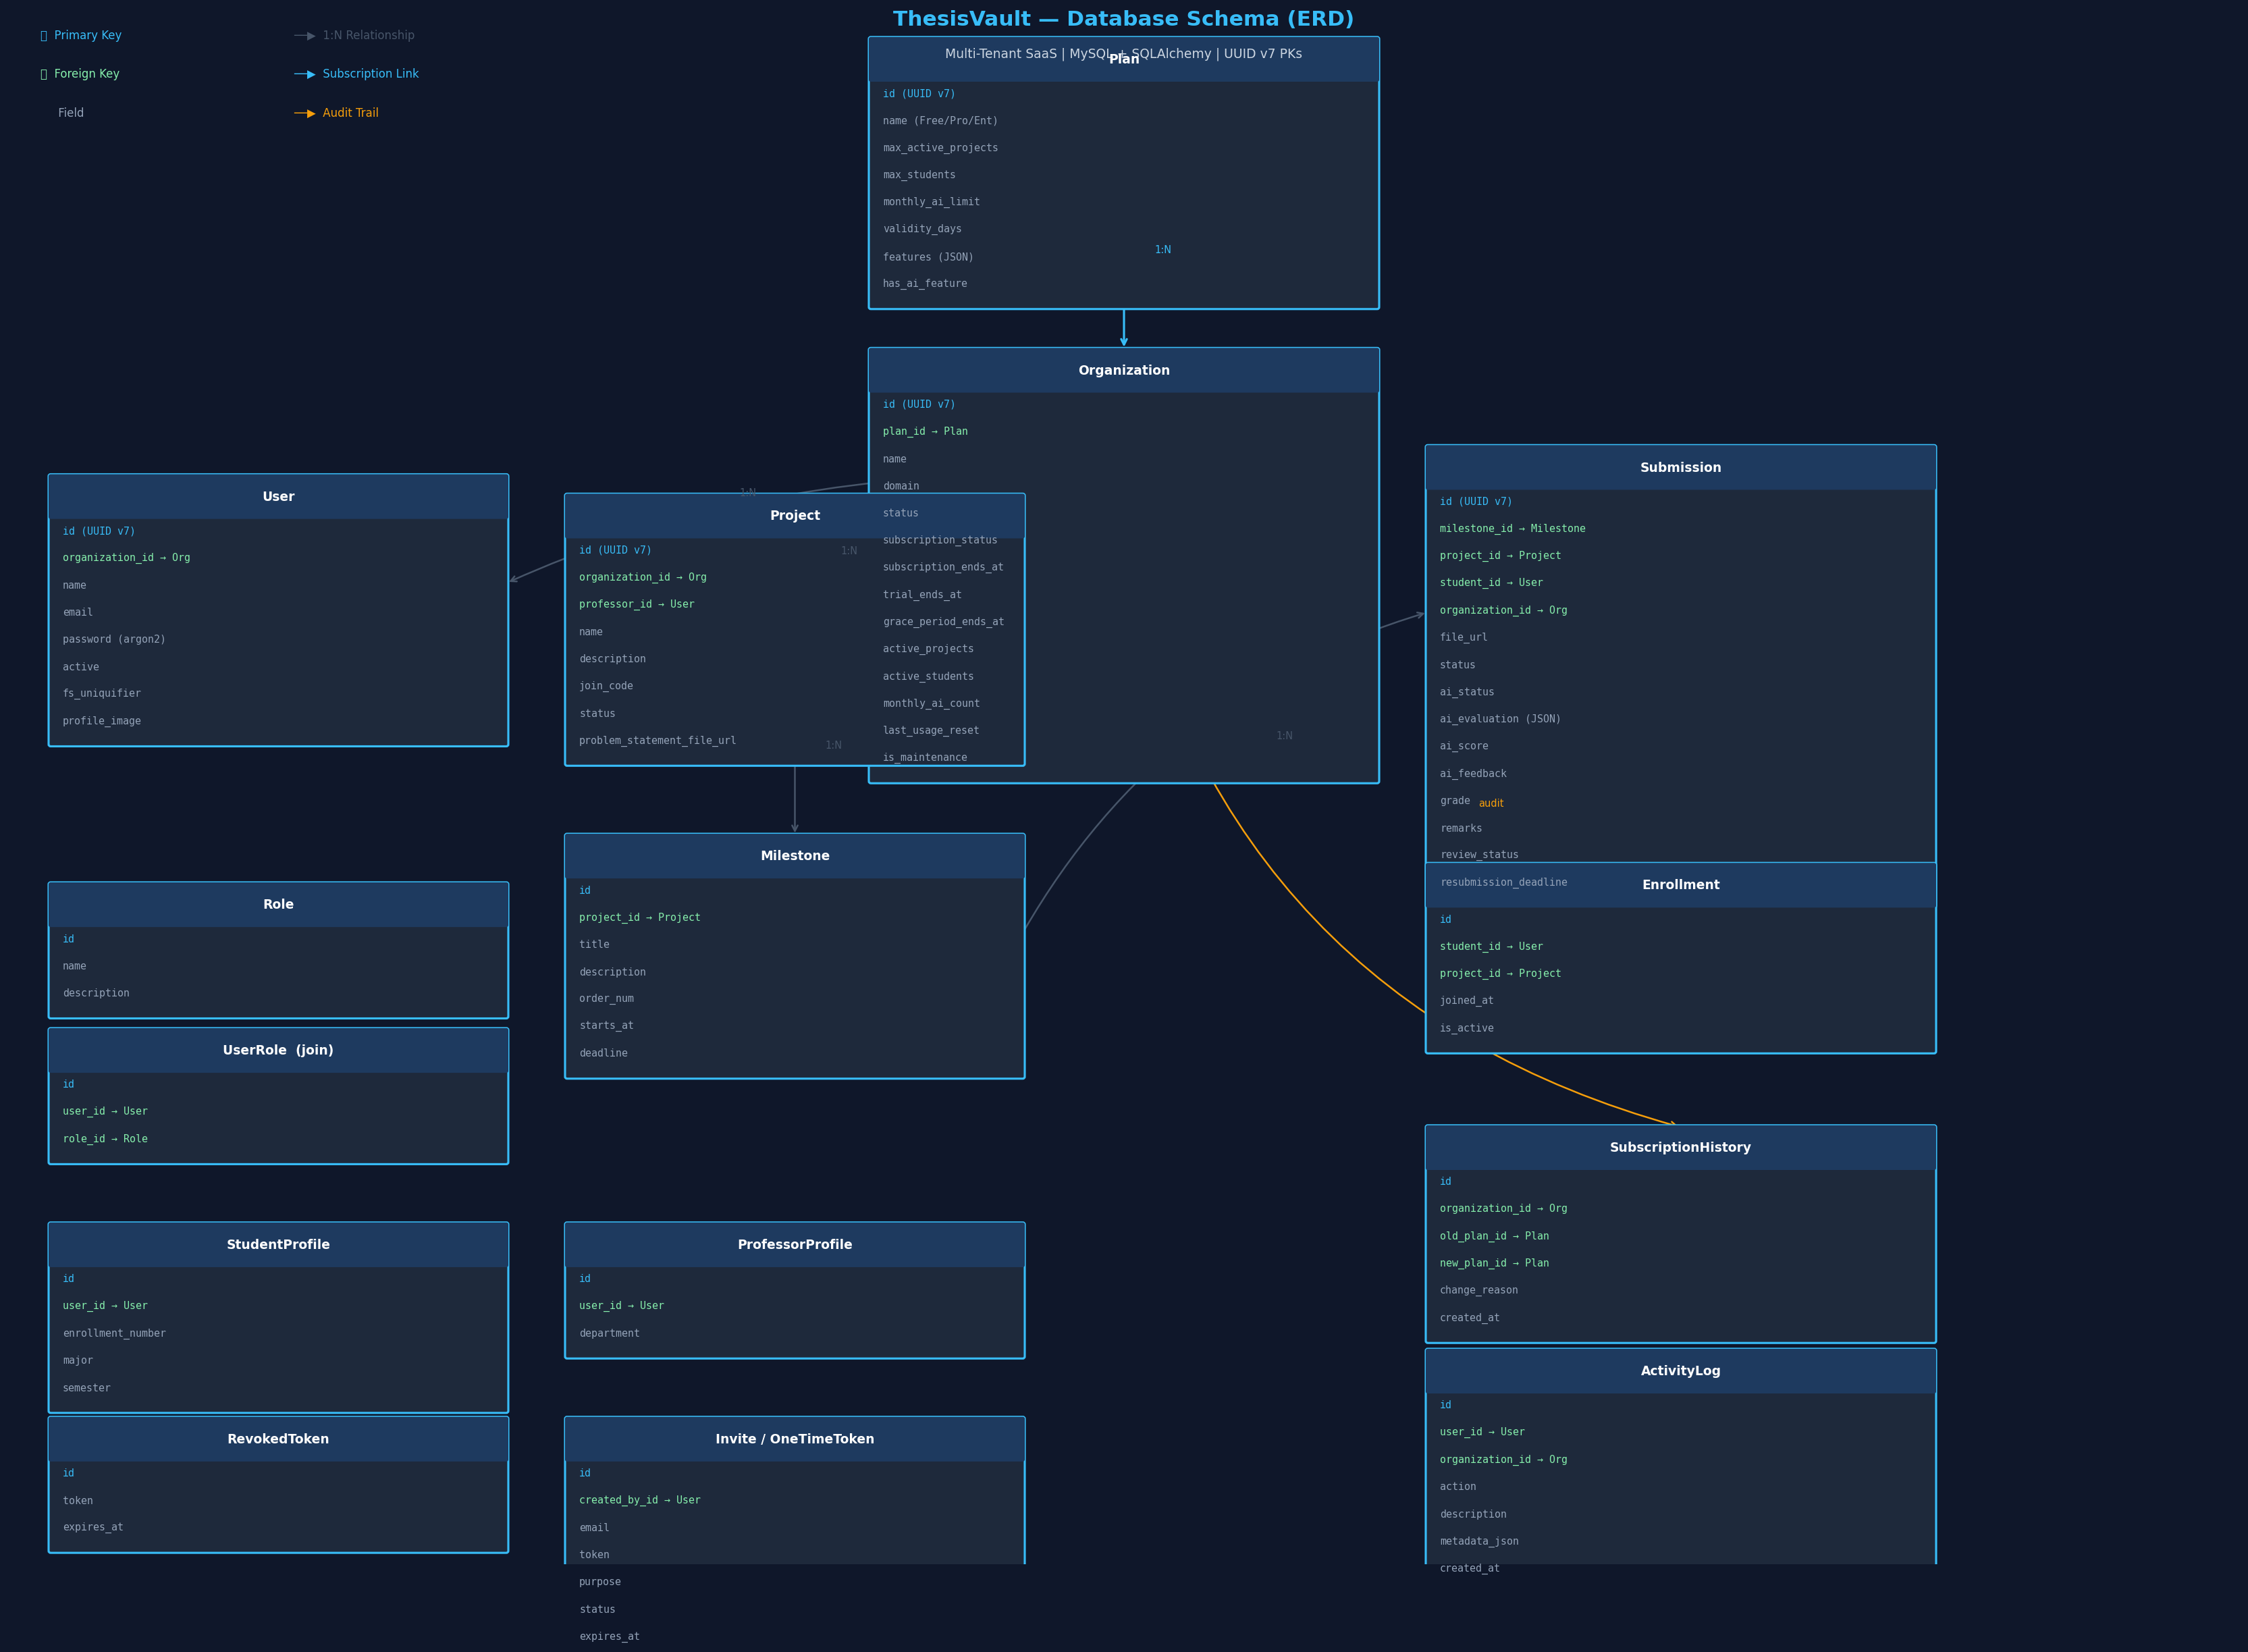 ThesisVault — Database Schema (ERD)
Multi-Tenant SaaS | MySQL + SQLAlchemy | UUID v7 PKs
Primary Key
Foreign Key
Field
1:N Relationship
Subscription Link
Audit Trail
Plan
id (UUID v7)
name (Free/Pro/Ent)
max_active_projects
max_students
monthly_ai_limit
validity_days
features (JSON)
has_ai_feature
1:N
Organization
id (UUID v7)
plan_id → Plan
name
domain
status
subscription_status
subscription_ends_at
trial_ends_at
grace_period_ends_at
active_projects
active_students
monthly_ai_count
last_usage_reset
is_maintenance
1:N
User
id (UUID v7)
organization_id → Org
name
email
password (argon2)
active
fs_uniquifier
profile_image
1:N
Project
id (UUID v7)
organization_id → Org
professor_id → User
name
description
join_code
status
problem_statement_file_url
1:N
1:N
Submission
id (UUID v7)
milestone_id → Milestone
project_id → Project
student_id → User
organization_id → Org
file_url
status
ai_status
ai_evaluation (JSON)
ai_score
ai_feedback
grade
audit
remarks
review_status
resubmission_deadline
Role
id
name
description
Milestone
id
project_id → Project
title
description
order_num
starts_at
deadline
Enrollment
id
student_id → User
project_id → Project
joined_at
is_active
UserRole (join)
id
user_id → User
role_id → Role
SubscriptionHistory
id
organization_id → Org
old_plan_id → Plan
new_plan_id → Plan
change_reason
created_at
StudentProfile
id
user_id → User
enrollment_number
major
semester
ProfessorProfile
id
user_id → User
department
ActivityLog
id
user_id → User
organization_id → Org
action
description
metadata_json
created_at
RevokedToken
id
token
expires_at
Invite / OneTimeToken
id
created_by_id → User
email
token
purpose
status
expires_at